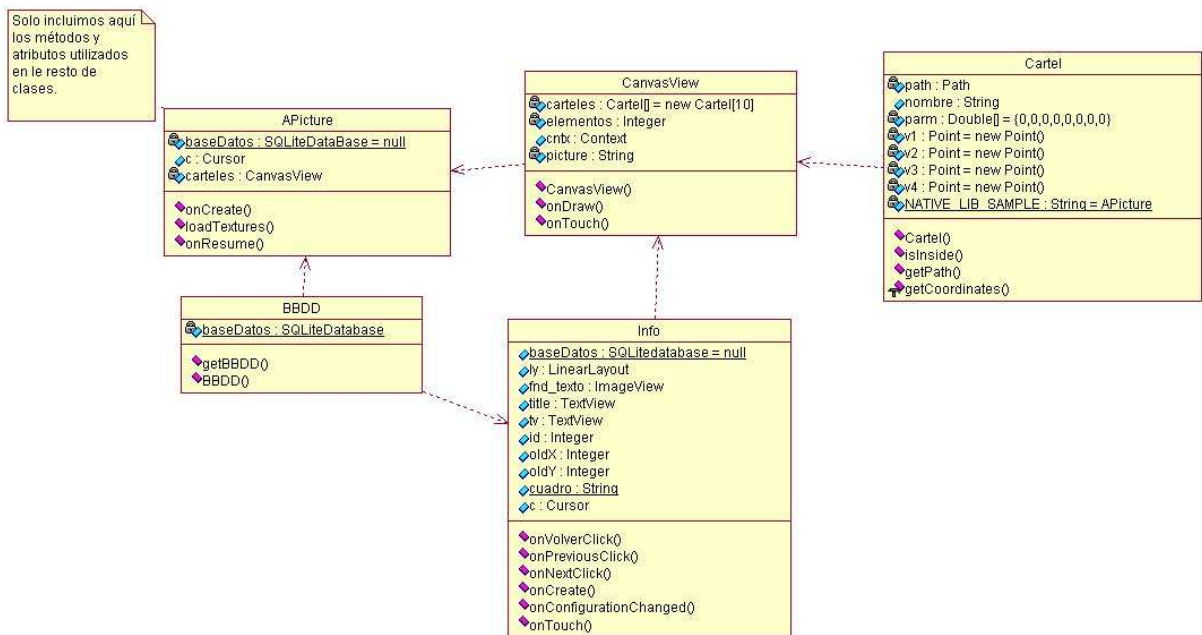 Solo incluimos aquí
los métodos y
atributos utilizados
en le resto de
clases.
APicture
baseDatos : SQLiteDataBase = null
c : Cursor
carteles : CanvasView
onCreate()
loadTextures()
onResume()
CanvasView
carteles : Cartel[] = new Cartel[10]
elementos : Integer
cntx : Context
picture : String
CanvasView()
onDraw()
onTouch()
Cartel
path : Path
nombre : String
parm : Double[] = {0,0,0,0,0,0,0,0}
v1 : Point = new Point()
v2 : Point = new Point()
v3 : Point = new Point()
v4 : Point = new Point()
NATIVE_LIB_SAMPLE : String = APicture
Cartel()
isInside()
getPath()
getCoordinates()
BBDD
baseDatos : SQLiteDatabase
getBBDD()
BBDD()
Info
baseDatos : SQLitedatabase = null
ly : LinearLayout
fnd_texto : ImageView
title : TextView
tv : TextView
id : Integer
oldX : Integer
oldY : Integer
cuadro : String
c : Cursor
onVolverClick()
onPreviousClick()
onNextClick()
onCreate()
onConfigurationChanged()
onTouch()